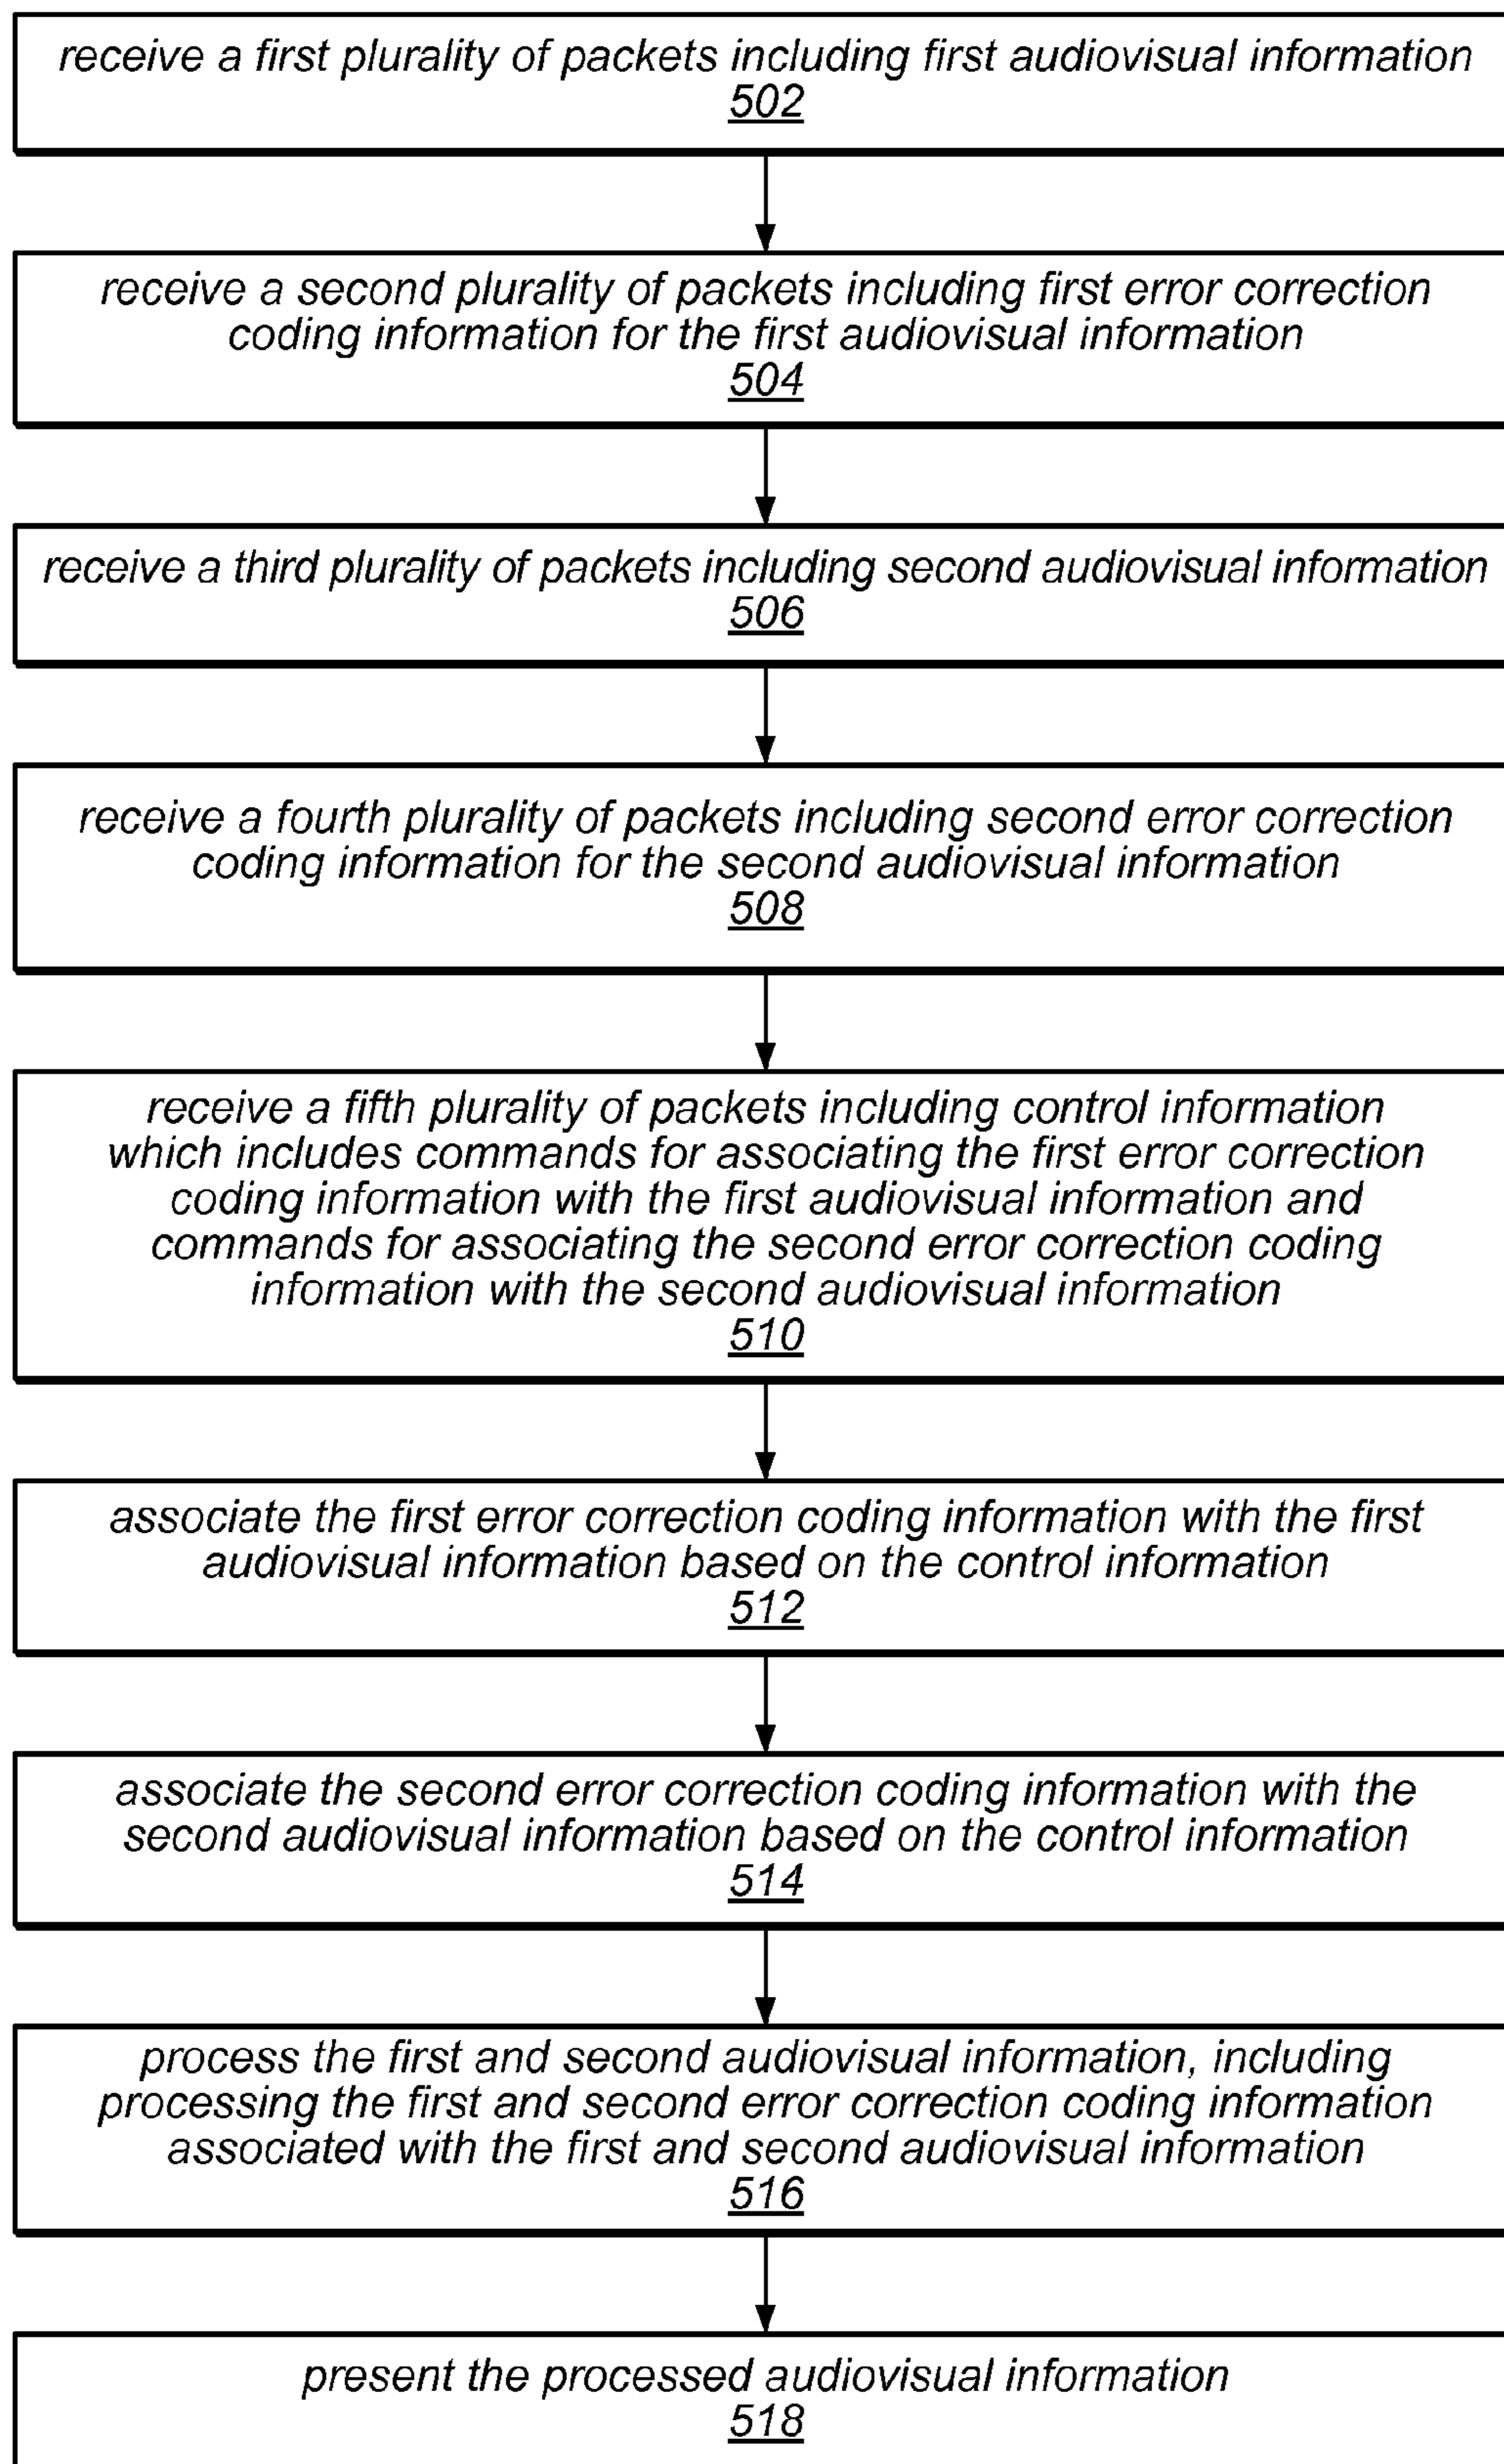 receive a first plurality of packets including first audiovisual information
502
receive a second plurality of packets including first error correction
coding information for the first audiovisual information
504
receive a third plurality of packets including second audiovisual information
506
receive a fourth plurality of packets including second error correction
coding information for the second audiovisual information
508
receive a fifth plurality of packets including control information
which includes commands for associating the first error correction
coding information with the first audiovisual information and
commands for associating the second error correction coding
information with the second audiovisual information
510
associate the first error correction coding information with the first
audiovisual information based on the control information
512
associate the second error correction coding information with the
second audiovisual information based on the control information
514
process the first and second audiovisual information, including
processing the first and second error correction coding information
associated with the first and second audiovisual information
516
present the processed audiovisual information
518